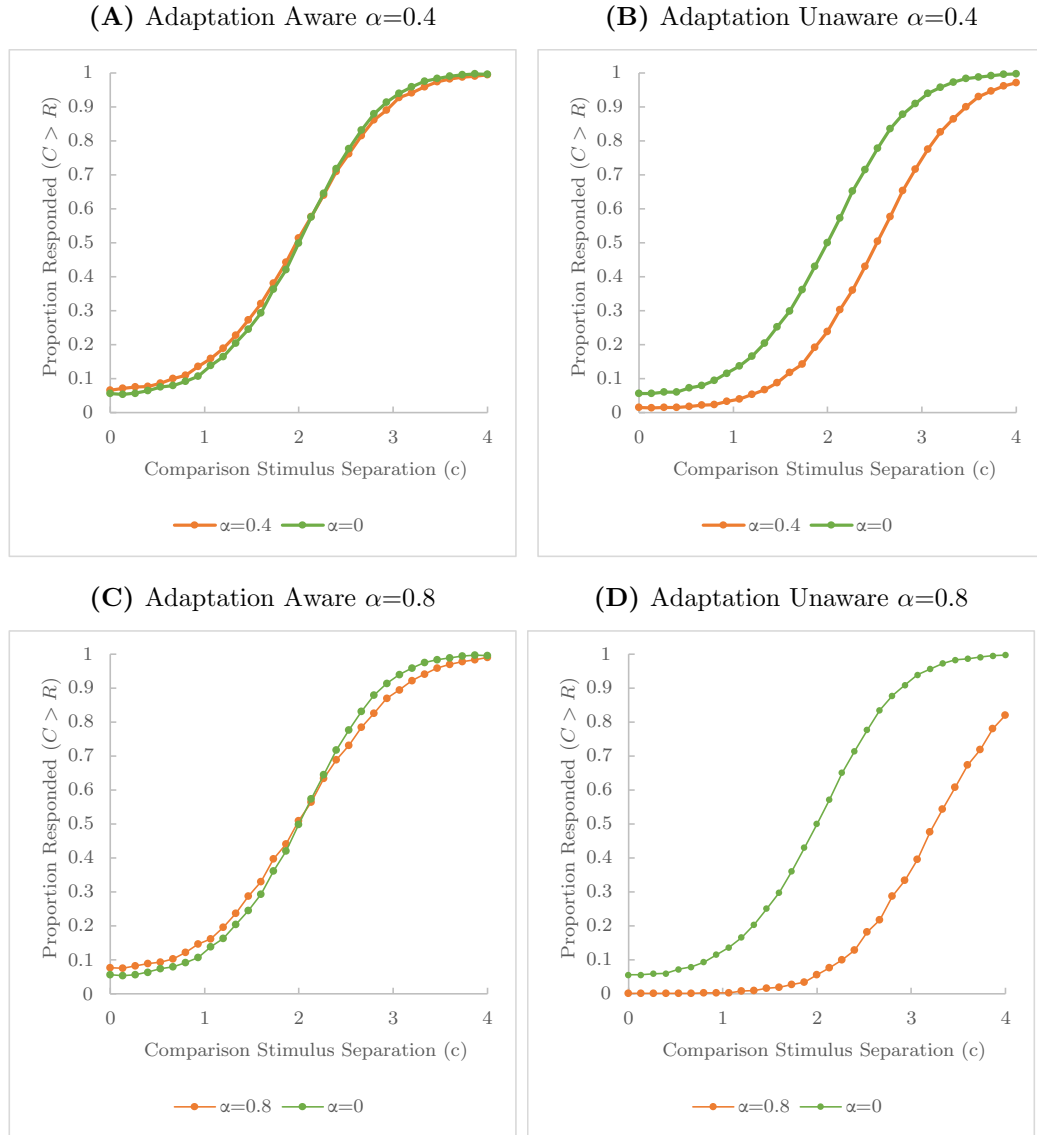 (A) Adaptation Aware α=0.4
(B) Adaptation Unaware α=0.4
Proportion Responded (C > R)
1
0.9
0.8
0.7
0.6
0.5
0.4
0.3
0.2
0.1
0
0 1 2 3 4
Comparison Stimulus Separation (c)
α=0.4 α=0
Proportion Responded (C > R)
1
0.9
0.8
0.7
0.6
0.5
0.4
0.3
0.2
0.1
0
0 1 2 3 4
Comparison Stimulus Separation (c)
α=0.4 α=0
(C) Adaptation Aware α=0.8
(D) Adaptation Unaware α=0.8
Proportion Responded (C > R)
1
0.9
0.8
0.7
0.6
0.5
0.4
0.3
0.2
0.1
0
0 1 2 3 4
Comparison Stimulus Separation (c)
α=0.8 α=0
Proportion Responded (C > R)
1
0.9
0.8
0.7
0.6
0.5
0.4
0.3
0.2
0.1
0
0 1 2 3 4
Comparison Stimulus Separation (c)
α=0.8 α=0